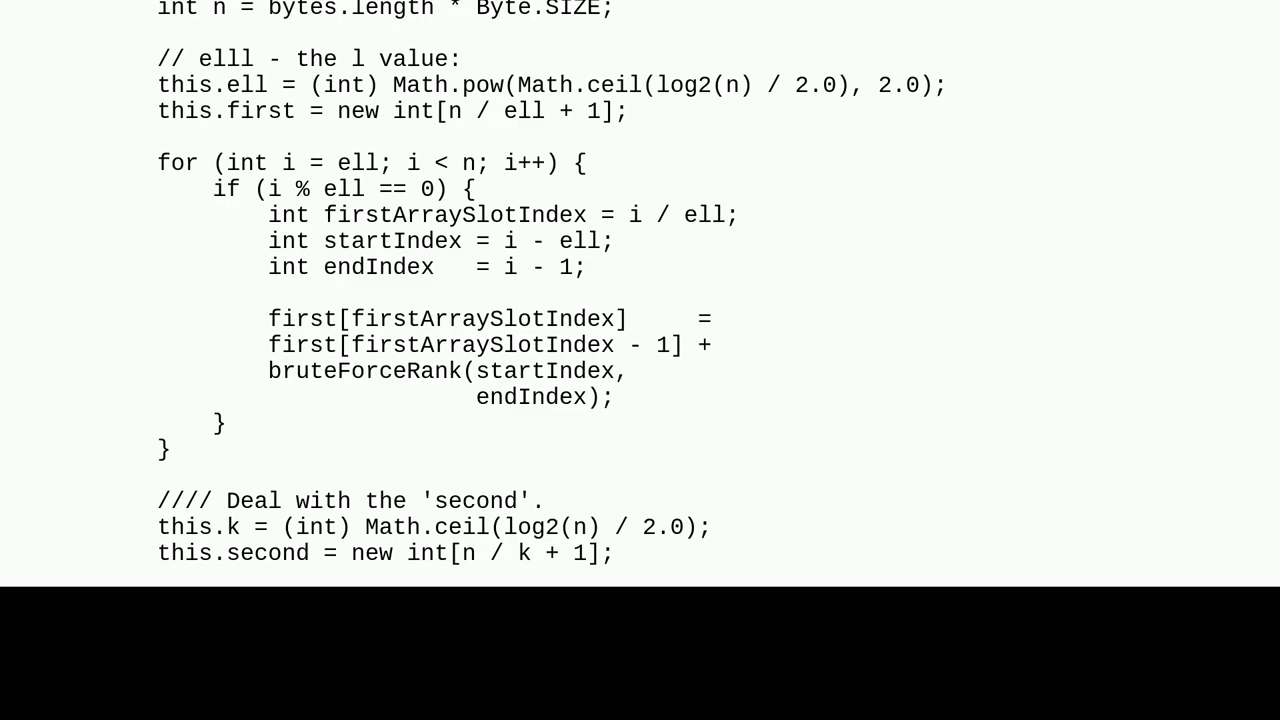 int n = bytes.length * Byte.SIZE;
// elll - the l value:
this.ell = (int) Math.pow(Math.ceil(log2(n) / 2.0), 2.0);
this.first = new int[n / ell + 1];
for (int i = ell; i < n; i++) {
if (i % ell == 0) {
int firstArraySlotIndex = i / ell;
int startIndex = i - ell;
int endIndex   = i - 1;
first[firstArraySlotIndex]     =
first[firstArraySlotIndex - 1] +
bruteForceRank(startIndex,
endIndex);
}
}
//// Deal with the 'second'.
this.k = (int) Math.ceil(log2(n) / 2.0);
this.second = new int[n / k + 1];